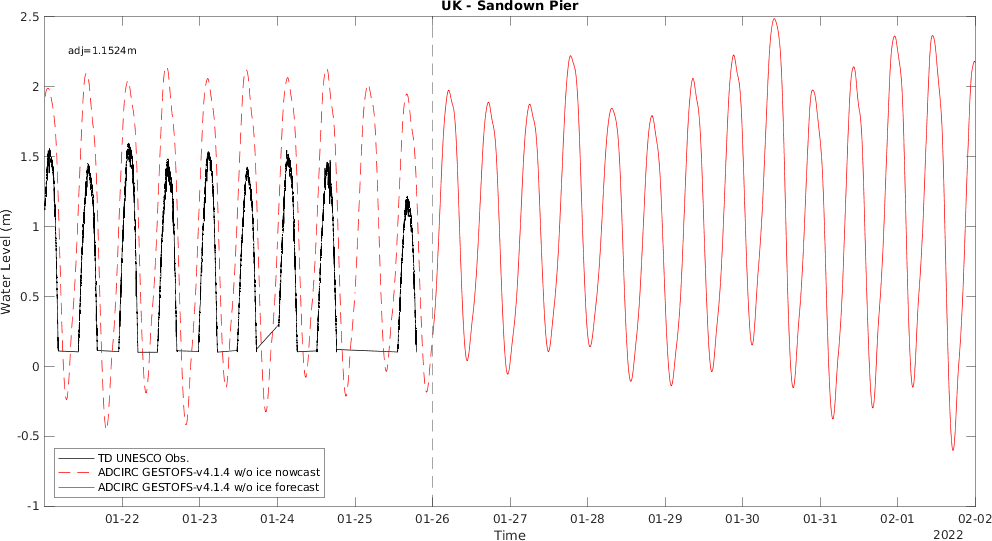 UK - Sandown Pier
adj=1.1524m
2.5
2
1.5
1
0.5
0
-0.5
-1
Water Level (m)
TD UNESCO Obs.
ADCIRC GESTOFS-v4.1.4 w/o ice nowcast
ADCIRC GESTOFS-v4.1.4 w/o ice forecast
01-22 01-23 01-24 01-25 01-26 01-27 01-28 01-29 01-30 01-31 02-01 02-02
Time
2022